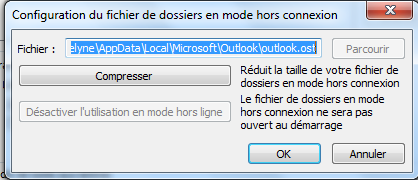 Configuration du fichier de dossiers en mode hors connexion
Fichier : elyne\AppData\Local\Microsoft\Outlook\outlook.ost Parcourir
Compresser
Réduit la taille de votre fichier de
dossiers en mode hors connexion
Désactiver l'utilisation en mode hors ligne
Le fichier de dossiers en mode
hors connexion ne sera pas
ouvert au démarrage
OK Annuler